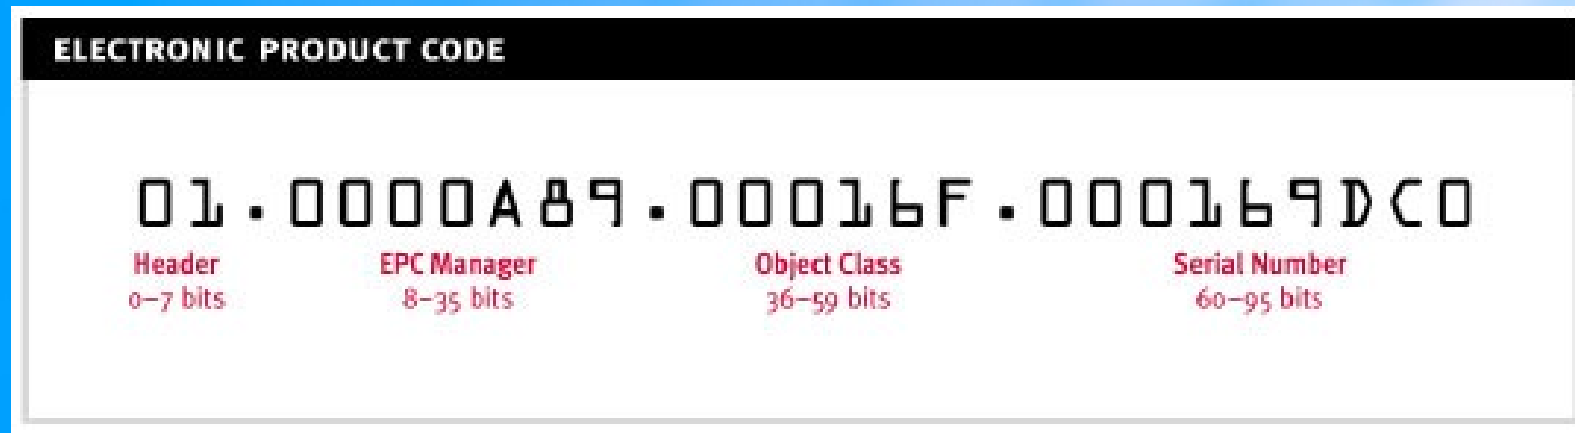 ELECTRONIC PRODUCT CODE
01.0000A89.00016F.000169DC0
Header EPC Manager Object Class Serial Number
0–7 bits 8–35 bits 36–59 bits 60–95 bits